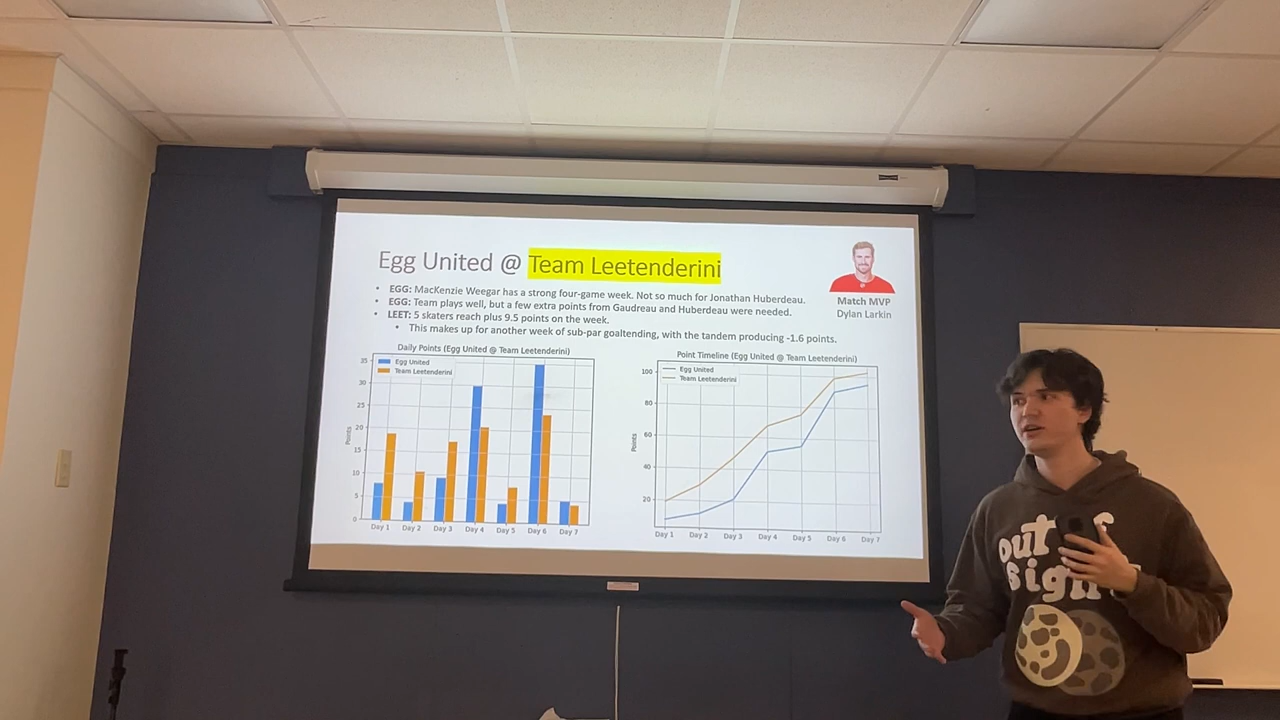 Egg United @ Team Leetenderini
• EGG: MacKenzie Weegar has a strong four-game week. Not so much for Jonathan Huberdeau.
• EGG: Team plays well, but a few extra points from Gaudreau and Huberdeau were needed.
• LEET: 5 skaters reach plus 9.5 points on the week.
• This makes up for another week of sub-par goaltending, with the tandem producing -1.6 points.
Match MVP
Dylan Larkin
Daily Points (Egg United @ Team Leetenderini)
Egg United
Team Leetenderini
Points
35
30
25
20
15
10
5
0
Day 1 Day 2 Day 3 Day 4 Day 5 Day 6 Day 7
Point Timeline (Egg United @ Team Leetenderini)
Egg United
Team Leetenderini
Points
100
80
60
40
20
Day 1 Day 2 Day 3 Day 4 Day 5 Day 6 Day 7
out of
sight